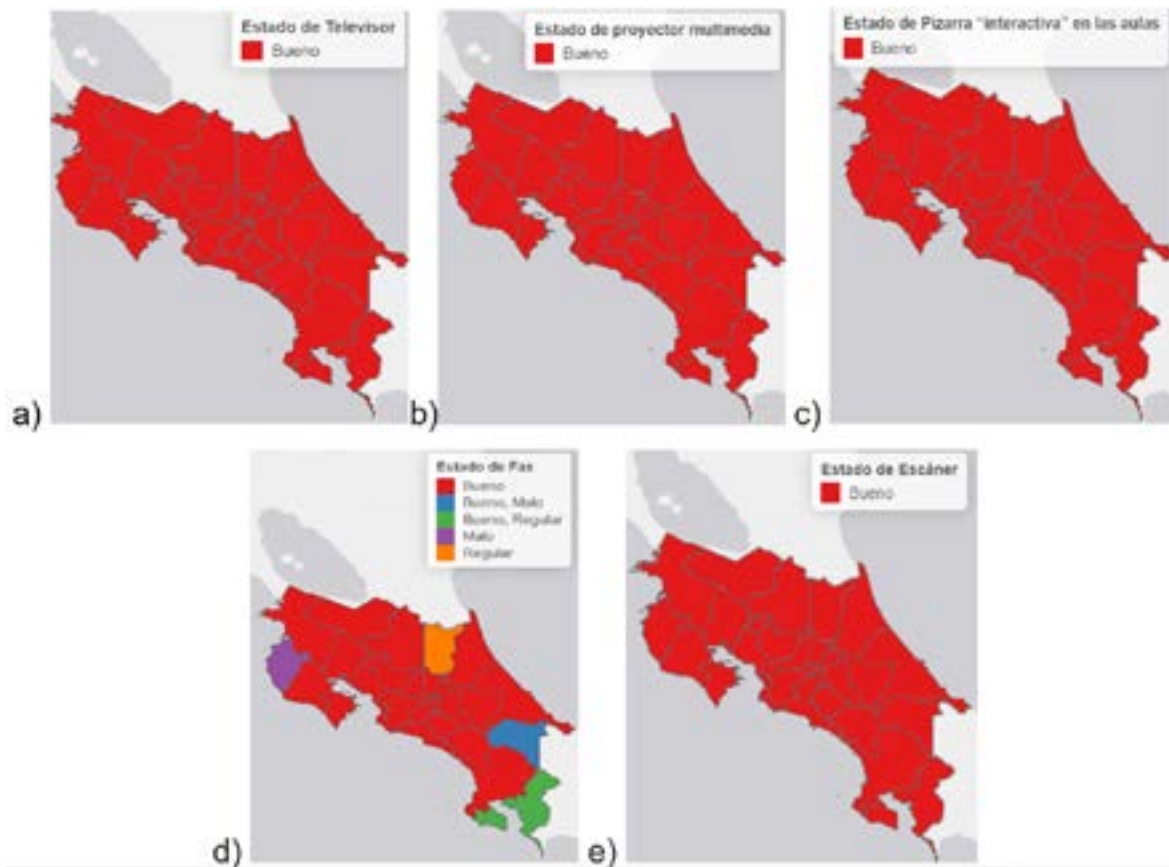 Estado de Televisor
Bueno
Estado de proyector multimedia
Bueno
Estado de Pizarra "interactiva" en las aulas
Bueno
a)
b)
c)
Estado de Fax
Bueno
Bueno, Malo
Bueno, Regular
Malo
Regular
Estado de Escáner
Bueno
d)
e)